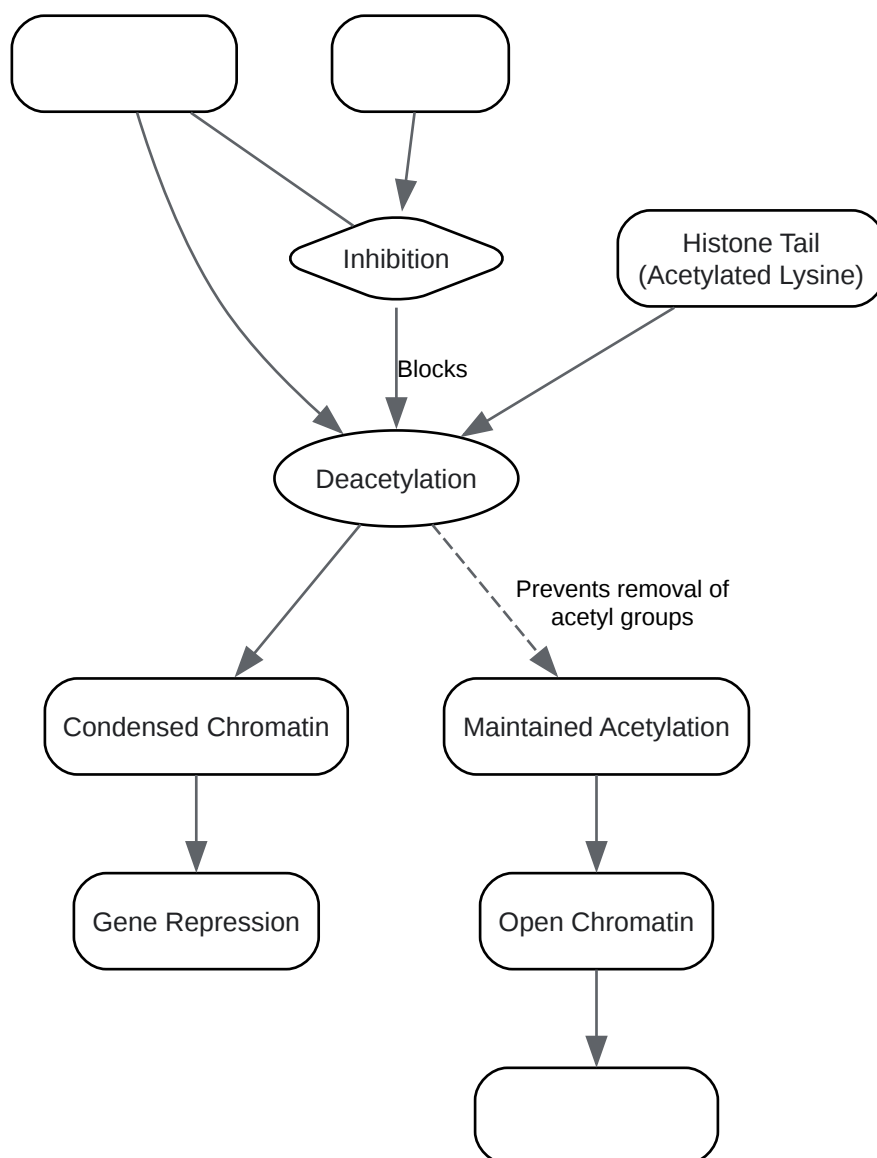 Inhibition
Histone Tail
(Acetylated Lysine)
Blocks
Deacetylation
Prevents removal of
acetyl groups
Condensed Chromatin
Maintained Acetylation
Gene Repression
Open Chromatin